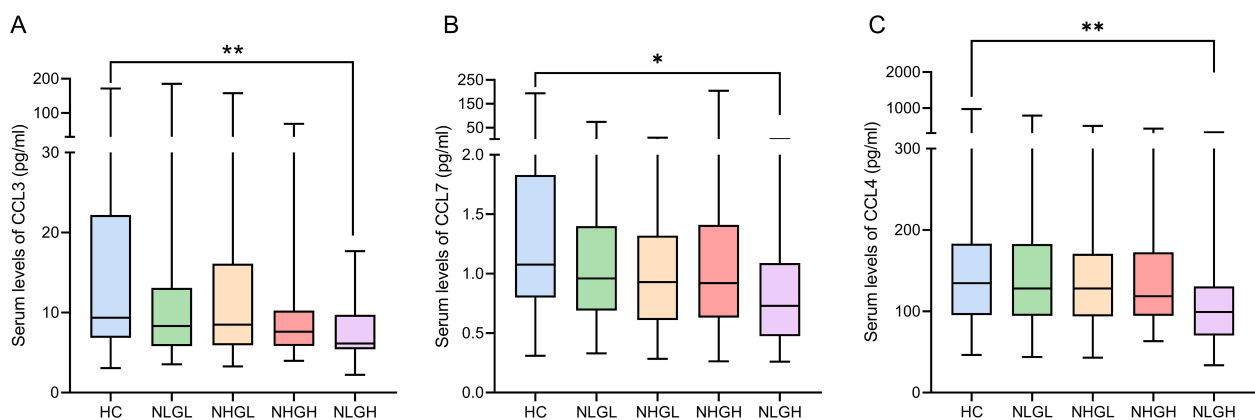 A
**
Serum levels of CCL3 (pg/ml)
200
100
30
20
10
0
HC NLGL NHGL NHGH NLGH
B
*
Serum levels of CCL7 (pg/ml)
250
150
50
2.0
1.5
1.0
0.5
0.0
HC NLGL NHGL NHGH NLGH
C
**
Serum levels of CCL4 (pg/ml)
2000
1000
300
200
100
0
HC NLGL NHGL NHGH NLGH